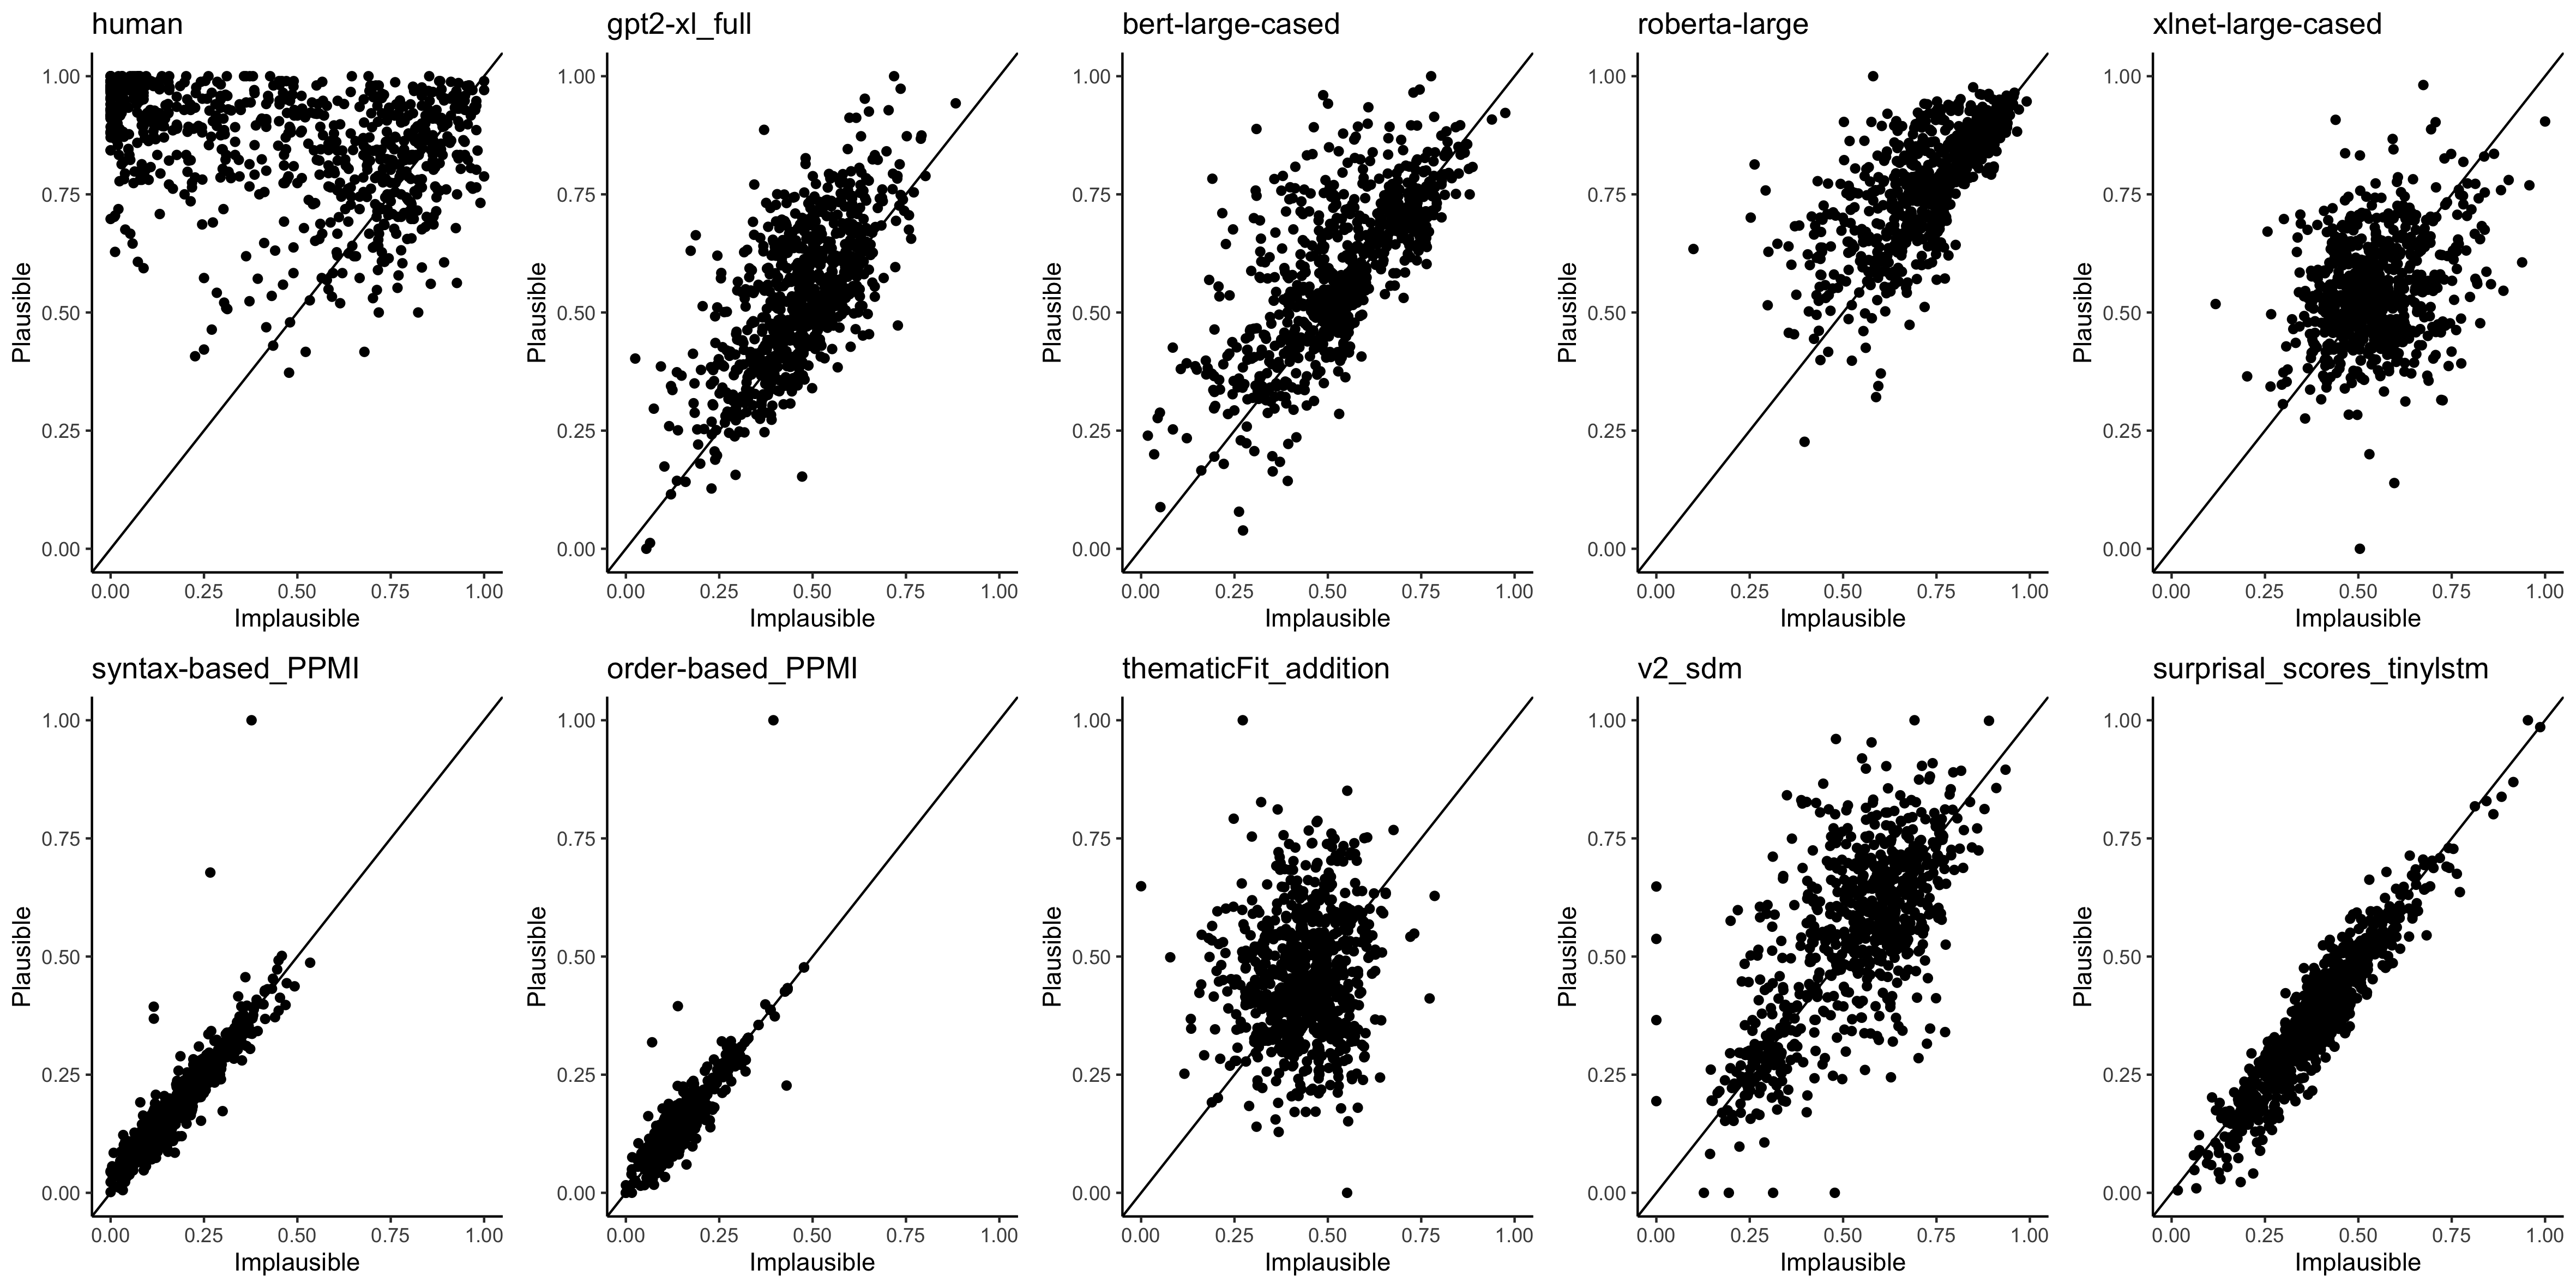 human
1.00
0.75
0.50
0.25
0.00
Plausible
0.00 0.25 0.50 0.75 1.00
Implausible
gpt2-xl_full
1.00
0.75
0.50
0.25
0.00
Plausible
0.00 0.25 0.50 0.75 1.00
Implausible
bert-large-cased
1.00
0.75
0.50
0.25
0.00
Plausible
0.00 0.25 0.50 0.75 1.00
Implausible
roberta-large
1.00
0.75
0.50
0.25
0.00
Plausible
0.00 0.25 0.50 0.75 1.00
Implausible
xlnet-large-cased
1.00
0.75
0.50
0.25
0.00
Plausible
0.00 0.25 0.50 0.75 1.00
Implausible
syntax-based_PPMI
1.00
0.75
0.50
0.25
0.00
Plausible
0.00 0.25 0.50 0.75 1.00
Implausible
order-based_PPMI
1.00
0.75
0.50
0.25
0.00
Plausible
0.00 0.25 0.50 0.75 1.00
Implausible
thematicFit_addition
1.00
0.75
0.50
0.25
0.00
Plausible
0.00 0.25 0.50 0.75 1.00
Implausible
v2_sdm
1.00
0.75
0.50
0.25
0.00
Plausible
0.00 0.25 0.50 0.75 1.00
Implausible
surprisal_scores_tinylstm
1.00
0.75
0.50
0.25
0.00
Plausible
0.00 0.25 0.50 0.75 1.00
Implausible